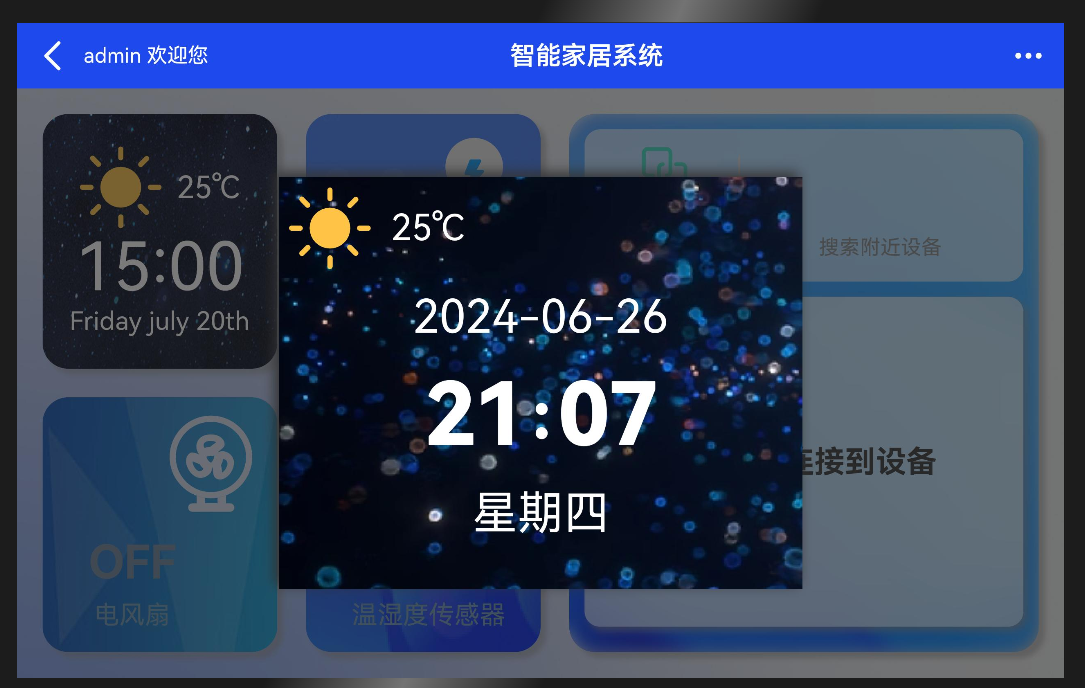 admin 欢迎您
智能家居系统
25℃
15:00
Friday july 20th
25℃
2024-06-26
21:07
星期四
搜索附近设备
连接到设备
OFF
电风扇
温湿度传感器